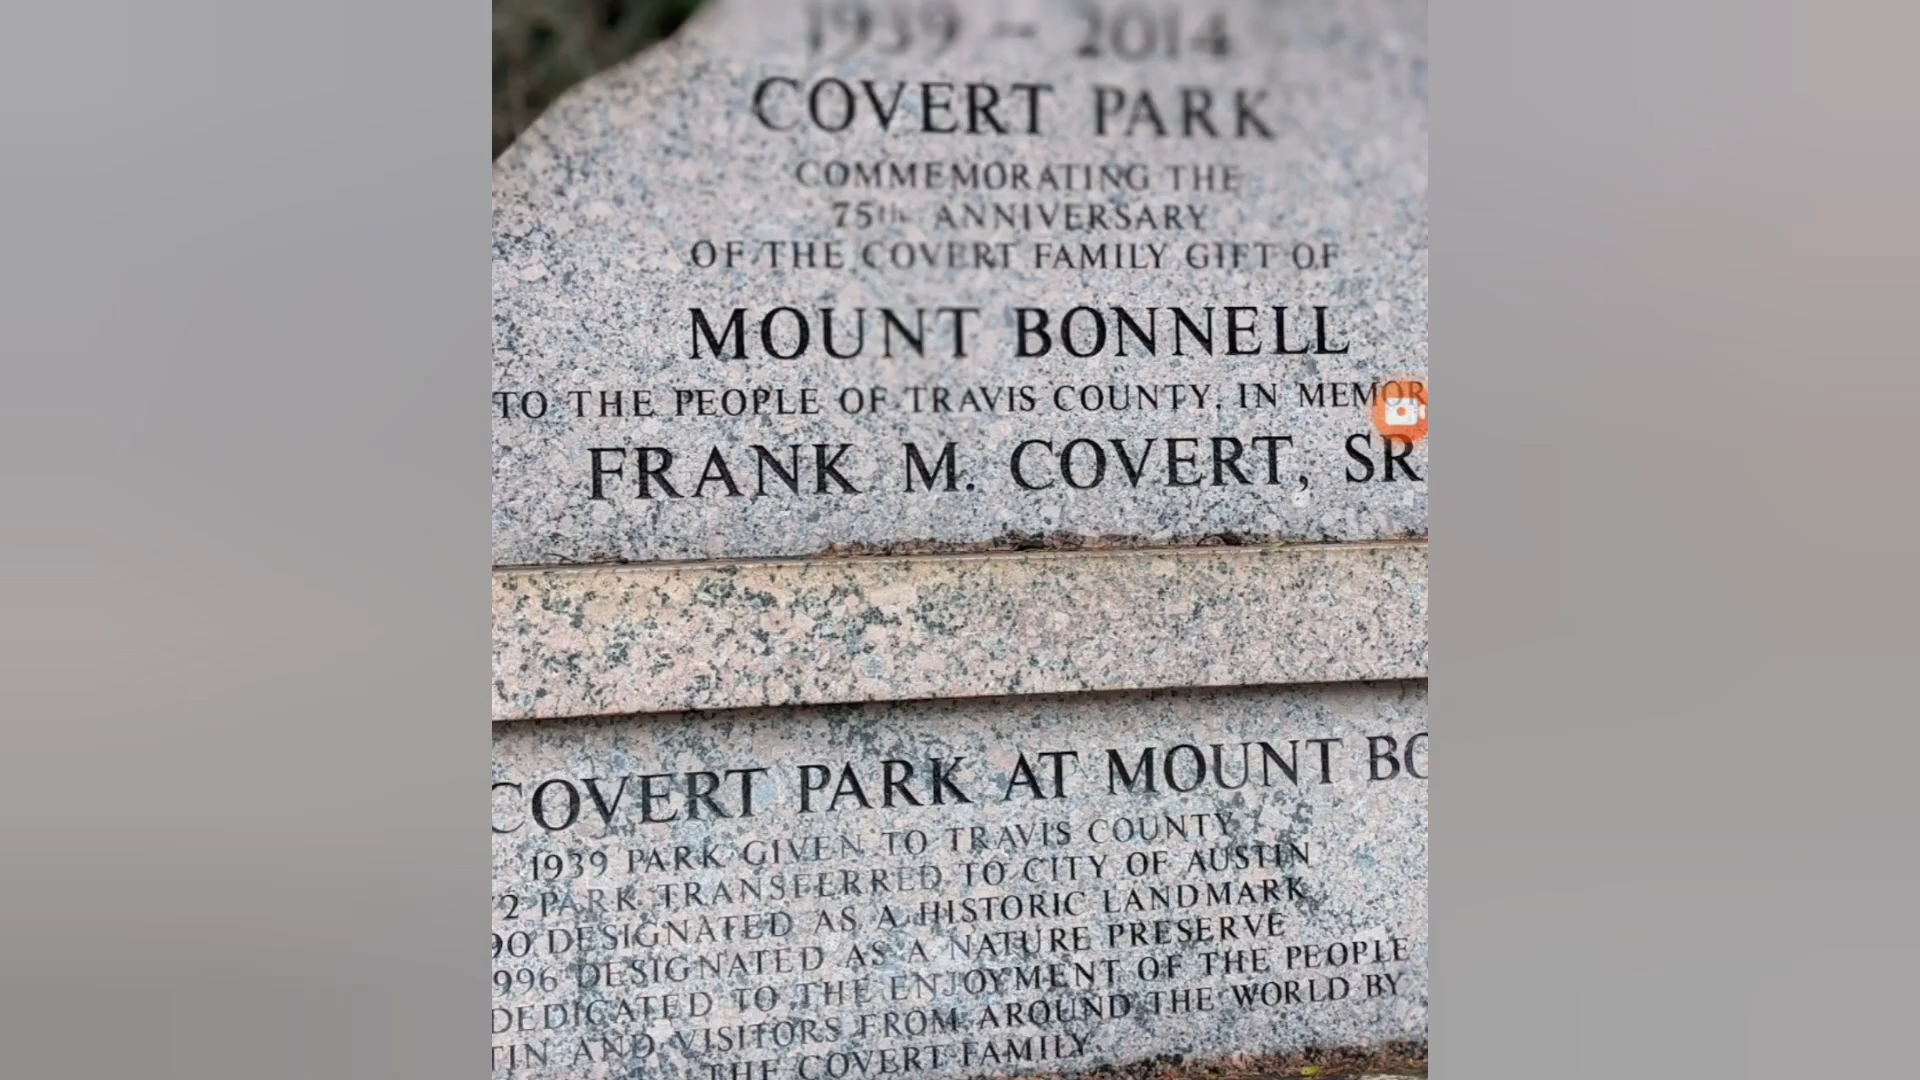 1939 - 2014
COVERT PARK
COMMEMORATING THE
75th ANNIVERSARY
OF THE COVERT FAMILY GIFT OF
MOUNT BONNELL
TO THE PEOPLE OF TRAVIS COUNTY, IN MEMOR
FRANK M. COVERT, SR
COVERT PARK AT MOUNT BO
1939 PARK GIVEN TO TRAVIS COUNTY
2 PARK TRANSFERRED TO CITY OF AUSTIN
90 DESIGNATED AS A HISTORIC LANDMARK
996 DESIGNATED AS A NATURE PRESERVE
DEDICATED TO THE ENJOYMENT OF THE PEOPLE
TIN AND VISITORS FROM AROUND THE WORLD BY
THE COVERT FAMILY